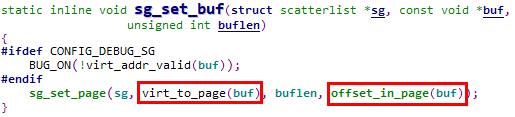 static inline void sg_set_buf(struct scatterlist *sg, const void *buf,
unsigned int buflen)
{
#ifdef CONFIG_DEBUG_SG
BUG_ON(!virt_addr_valid(buf));
#endif
sg_set_page(sg, virt_to_page(buf), buflen, offset_in_page(buf));
}